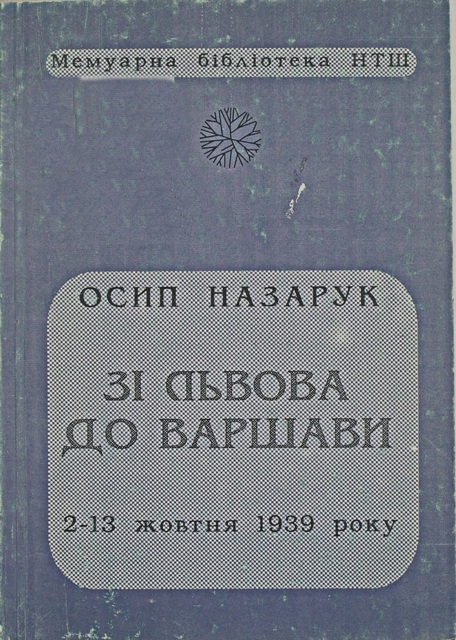 Мемуарна бібліотека НТШ
ОСИП НАЗАРУК
ЗІ ЛЬВОВА
ДО ВАРШАВИ
2-13 жовтня 1939 року